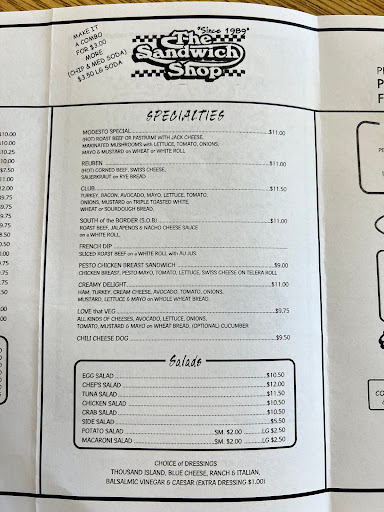 MAKE IT
A COMBO
FOR $3.00
MORE
(CHIP & MED SODA)
$3.50 LG SODA
"Since 1989"
The
Sandwich
Shop
SPECIALTIES
MODESTO SPECIAL $11.00
(HOT) ROAST BEEF OR PASTRAMI WITH JACK CHEESE,
MARINATED MUSHROOMS with LETTUCE, TOMATO, ONIONS,
MAYO & MUSTARD on WHEAT or WHITE ROLL
REUBEN $11.00
(HOT) CORNED BEEF, SWISS CHEESE,
SAUERKRAUT on RYE BREAD
CLUB $11.50
TURKEY, BACON, AVOCADO, MAYO, LETTUCE, TOMATO,
ONIONS, MUSTARD on TRIPLE TOASTED WHITE,
WHEAT or SOURDOUGH BREAD.
SOUTH of the BORDER (S.O.B) $11.00
ROAST BEEF, JALAPENOS & NACHO CHEESE SAUCE
on a WHITE ROLL.
FRENCH DIP
SLICED ROAST BEEF on a WHITE ROLL with AU JUS.
PESTO CHICKEN BREAST SANDWICH $9.00
CHICKEN BREAST, PESTO MAYO, TOMATO, LETTUCE, SWISS CHEESE ON TELERA ROLL
CREAMY DELIGHT $11.00
HAM, TURKEY, CREAM CHEESE, AVOCADO, TOMATO, ONIONS,
MUSTARD, LETTUCE & MAYO on WHOLE WHEAT BREAD.
LOVE that VEG $9.75
ALL KINDS OF CHEESES, AVOCADO, LETTUCE, ONIONS,
TOMATO, MUSTARD & MAYO on WHEAT BREAD, (OPTIONAL) CUCUMBER
CHILI CHEESE DOG $9.50
Salads
EGG SALAD $10.50
CHEFS SALAD $12.00
TUNA SALAD $11.50
CHICKEN SALAD $10.50
CRAB SALAD $10.50
SIDE SALAD $5.50
POTATO SALAD SM. $2.00 LG $2.50
MACARONI SALAD SM. $2.00 LG $2.50
CHOICE of DRESSINGS
THOUSAND ISLAND, BLUE CHEESE, RANCH & ITALIAN,
BALSALMIC VINEGAR & CAESAR (EXTRA DRESSING $1.00)